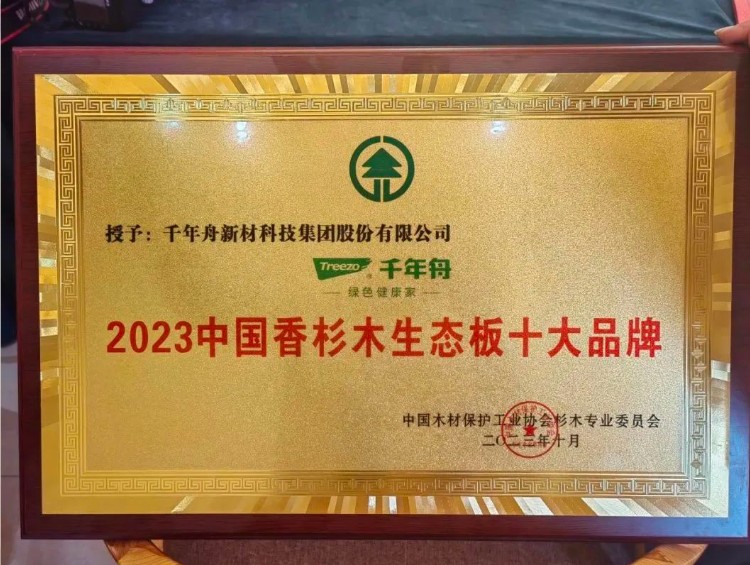 授予：千年舟新材科技集团股份有限公司
Treezo 千年舟
绿色健康家
2023中国香杉木生态板十大品牌
中国木材保护工业协会杉木专业委员会
二〇二三年十月